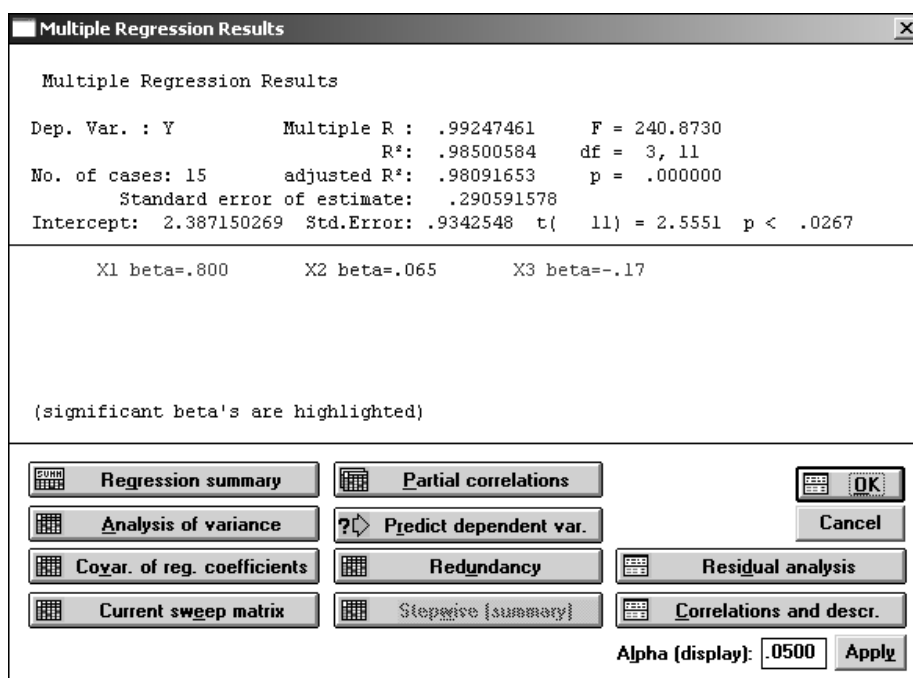 Multiple Regression Results
Multiple Regression Results
Dep. Var. : Y Multiple R : .99247461 F = 240.8730
R²: .98500584 df = 3, 11
No. of cases: 15 adjusted R²: .98091653 p = .000000
Standard error of estimate: .290591578
Intercept: 2.387150269 Std.Error: .9342548 t( 11) = 2.5551 p < .0267
X1 beta=.800 X2 beta=.065 X3 beta=-.17
(significant beta's are highlighted)
SUMM Regression summary Partial correlations OK
Analysis of variance ? Predict dependent var. Cancel
Covar. of reg. coefficients Redundancy Residual analysis
Current sweep matrix Stepwise (summary) Correlations and descr.
Alpha (display): .0500 Apply